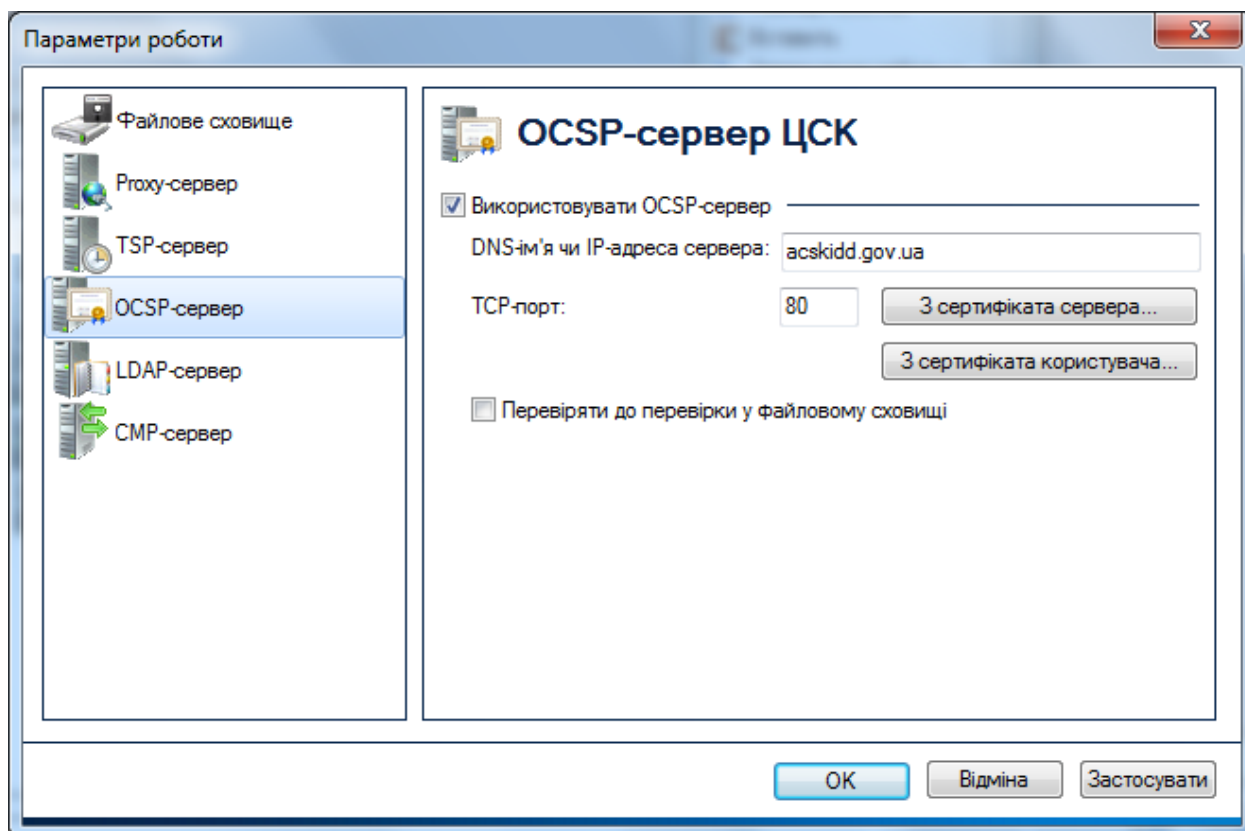 Параметри роботи
Файлове сховище
Proxy-сервер
TSP-сервер
OCSP-сервер
LDAP-сервер
CMP-сервер
OCSP-сервер ЦСК
Використовувати OCSP-сервер
DNS-ім'я чи IP-адреса сервера: acskidd.gov.ua
TCP-порт: 80 З сертифіката сервера...
З сертифіката користувача...
Перевіряти до перевірки у файловому сховищі
OK Відміна Застосувати